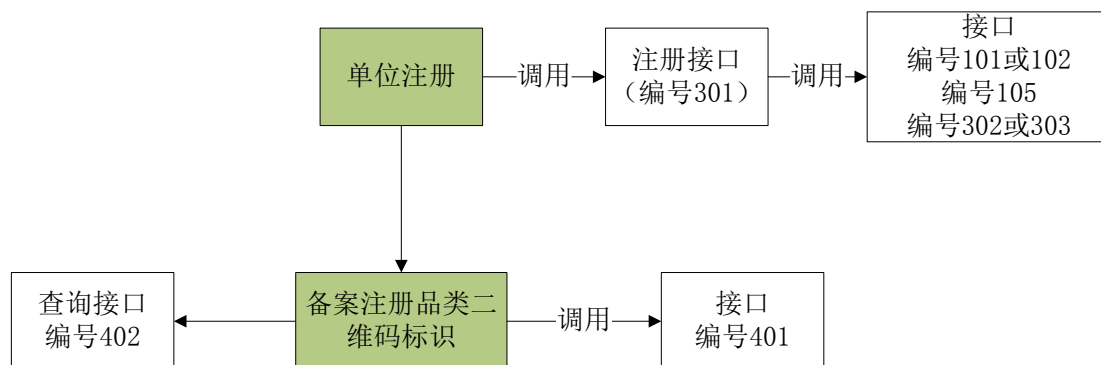 单位注册
调用
注册接口
（编号301）
调用
接口
编号101或102
编号105
编号302或303
查询接口
编号402
备案注册品类二
维码标识
调用
接口
编号401